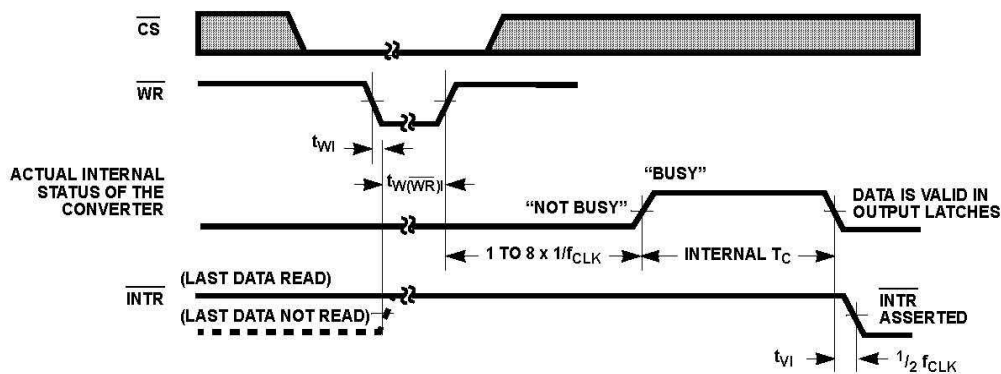 CS
WR
tWI
tW(WR)I
ACTUAL INTERNAL
STATUS OF THE
CONVERTER
"BUSY"
"NOT BUSY"
DATA IS VALID IN
OUTPUT LATCHES
1 TO 8 x 1/fCLK
INTERNAL TC
(LAST DATA READ)
INTR
(LAST DATA NOT READ)
INTR
ASSERTED
tVI
1/2 fCLK